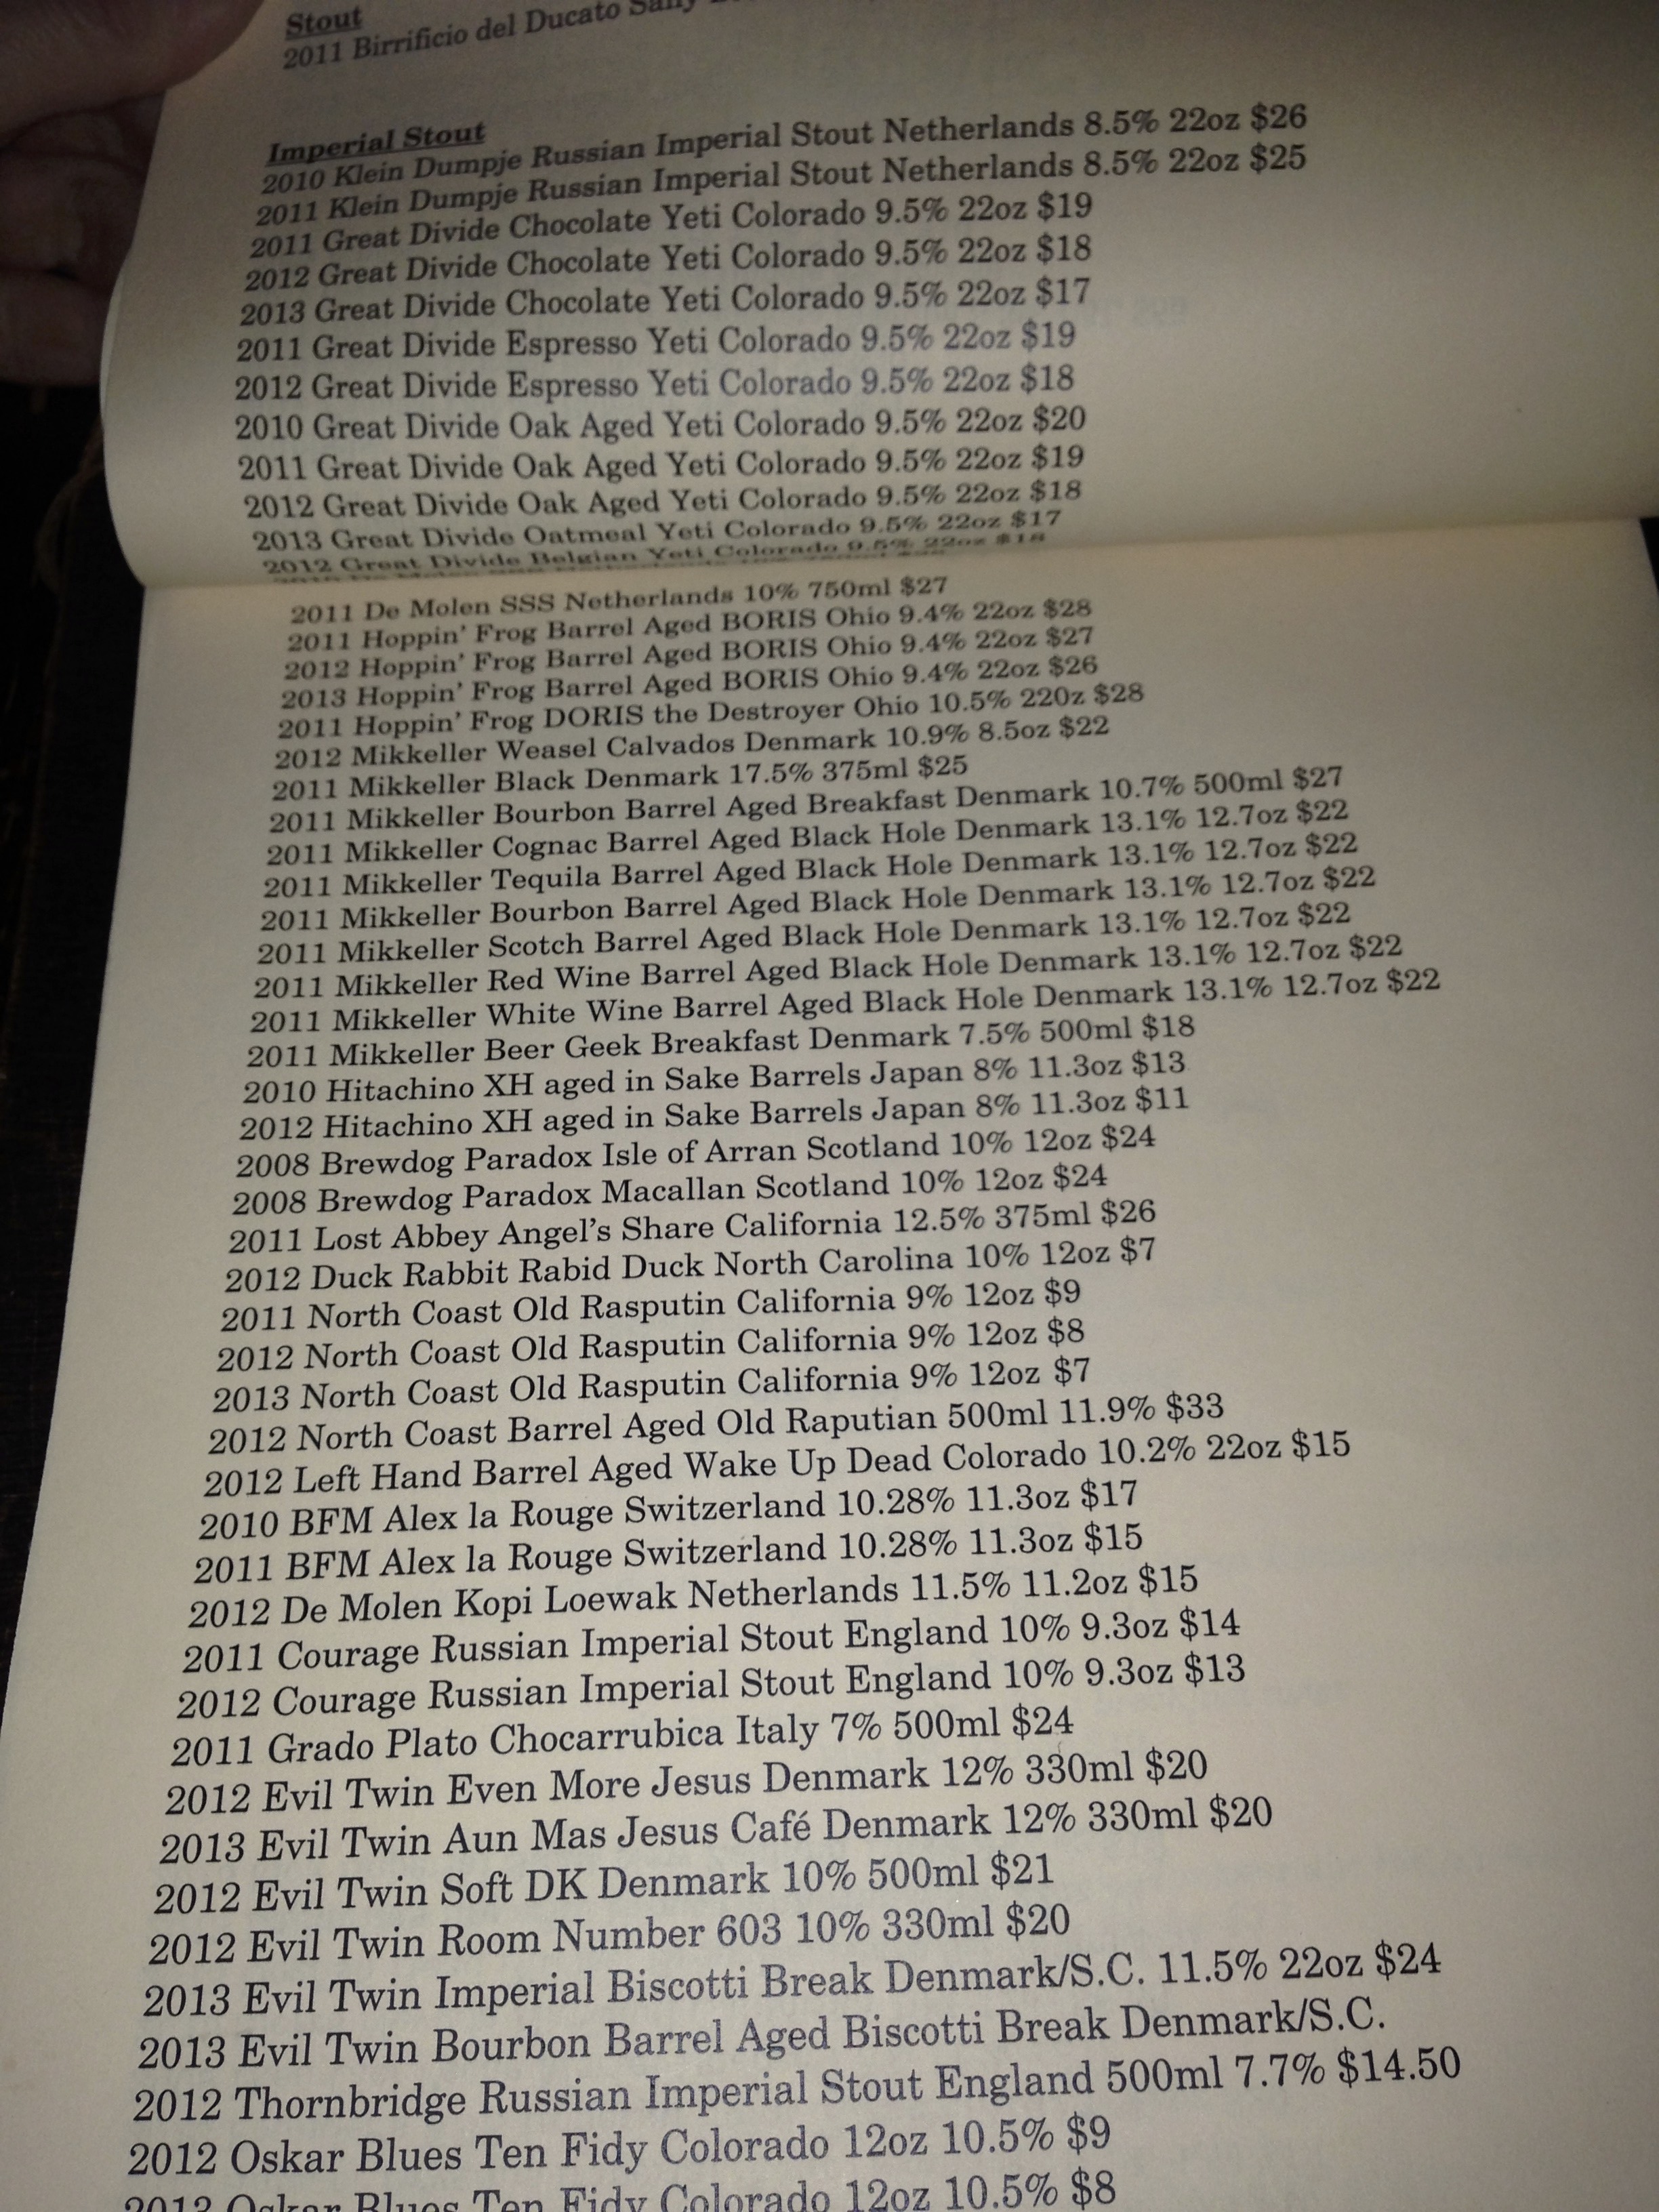 Stout
2011 Birrificio del Ducato
Imperial Stout
2010 Klein Dumpje Russian Imperial Stout Netherlands 8.5% 22oz $26
2011 Klein Dumpje Russian Imperial Stout Netherlands 8.5% 22oz $25
2011 Great Divide Chocolate Yeti Colorado 9.5% 22oz $19
2012 Great Divide Chocolate Yeti Colorado 9.5% 22oz $18
2013 Great Divide Chocolate Yeti Colorado 9.5% 22oz $17
2011 Great Divide Espresso Yeti Colorado 9.5% 22oz $19
2012 Great Divide Espresso Yeti Colorado 9.5% 22oz $18
2010 Great Divide Oak Aged Yeti Colorado 9.5% 22oz $20
2011 Great Divide Oak Aged Yeti Colorado 9.5% 22oz $19
2012 Great Divide Oak Aged Yeti Colorado 9.5% 22oz $18
2013 Great Divide Oatmeal Yeti Colorado 9.5% 22oz $17
2012 Great Divide Belgian Yeti Colorado 9.5% 22oz $18
2011 De Molen SSS Netherlands 10% 750ml $27
2011 Hoppin' Frog Barrel Aged BORIS Ohio 9.4% 22oz $28
2012 Hoppin' Frog Barrel Aged BORIS Ohio 9.4% 22oz $27
2013 Hoppin' Frog Barrel Aged BORIS Ohio 9.4% 22oz $26
2011 Hoppin' Frog DORIS the Destroyer Ohio 10.5% 220z $28
2012 Mikkeller Weasel Calvados Denmark 10.9% 8.5oz $22
2011 Mikkeller Black Denmark 17.5% 375ml $25
2011 Mikkeller Bourbon Barrel Aged Breakfast Denmark 10.7% 500ml $27
2011 Mikkeller Cognac Barrel Aged Black Hole Denmark 13.1% 12.7oz $22
2011 Mikkeller Tequila Barrel Aged Black Hole Denmark 13.1% 12.7oz $22
2011 Mikkeller Bourbon Barrel Aged Black Hole Denmark 13.1% 12.7oz $22
2011 Mikkeller Scotch Barrel Aged Black Hole Denmark 13.1% 12.7oz $22
2011 Mikkeller Red Wine Barrel Aged Black Hole Denmark 13.1% 12.7oz $22
2011 Mikkeller White Wine Barrel Aged Black Hole Denmark 13.1% 12.7oz $22
2011 Mikkeller Beer Geek Breakfast Denmark 7.5% 500ml $18
2010 Hitachino XH aged in Sake Barrels Japan 8% 11.3oz $13
2012 Hitachino XH aged in Sake Barrels Japan 8% 11.3oz $11
2008 Brewdog Paradox Isle of Arran Scotland 10% 12oz $24
2008 Brewdog Paradox Macallan Scotland 10% 12oz $24
2011 Lost Abbey Angel's Share California 12.5% 375ml $26
2012 Duck Rabbit Rabid Duck North Carolina 10% 12oz $7
2011 North Coast Old Rasputin California 9% 12oz $9
2012 North Coast Old Rasputin California 9% 12oz $8
2013 North Coast Old Rasputin California 9% 12oz $7
2012 North Coast Barrel Aged Old Raputian 500ml 11.9% $33
2012 Left Hand Barrel Aged Wake Up Dead Colorado 10.2% 22oz $15
2010 BFM Alex la Rouge Switzerland 10.28% 11.3oz $17
2011 BFM Alex la Rouge Switzerland 10.28% 11.3oz $15
2012 De Molen Kopi Loewak Netherlands 11.5% 11.2oz $15
2011 Courage Russian Imperial Stout England 10% 9.3oz $14
2012 Courage Russian Imperial Stout England 10% 9.3oz $13
2011 Grado Plato Chocarrubica Italy 7% 500ml $24
2012 Evil Twin Even More Jesus Denmark 12% 330ml $20
2013 Evil Twin Aun Mas Jesus Café Denmark 12% 330ml $20
2012 Evil Twin Soft DK Denmark 10% 500ml $21
2012 Evil Twin Room Number 603 10% 330ml $20
2013 Evil Twin Imperial Biscotti Break Denmark/S.C. 11.5% 22oz $24
2013 Evil Twin Bourbon Barrel Aged Biscotti Break Denmark/S.C.
2012 Thornbridge Russian Imperial Stout England 500ml 7.7% $14.50
2012 Oskar Blues Ten Fidy Colorado 12oz 10.5% $9
2013 Oskar Blues Ten Fidy Colorado 12oz 10.5% $8